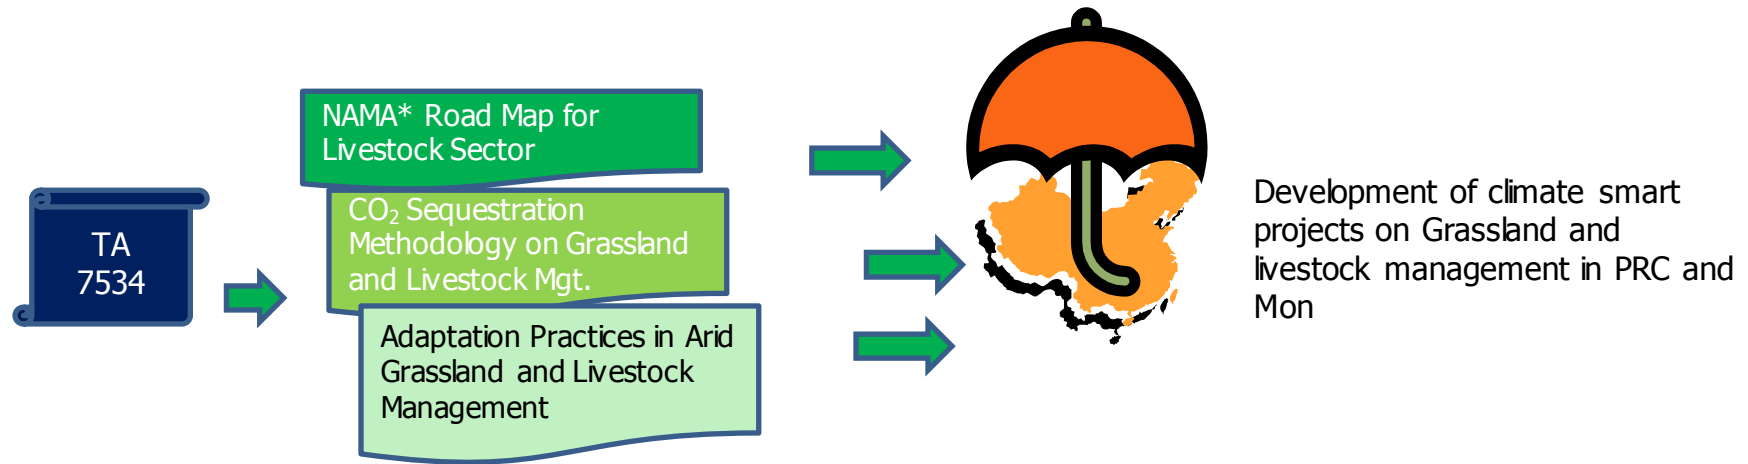 TA
7534
NAMA* Road Map for
Livestock Sector
CO₂ Sequestration
Methodology on Grassland
and Livestock Mgt.
Adaptation Practices in Arid
Grassland and Livestock
Management
Development of climate smart
projects on Grassland and
livestock management in PRC and
Mon